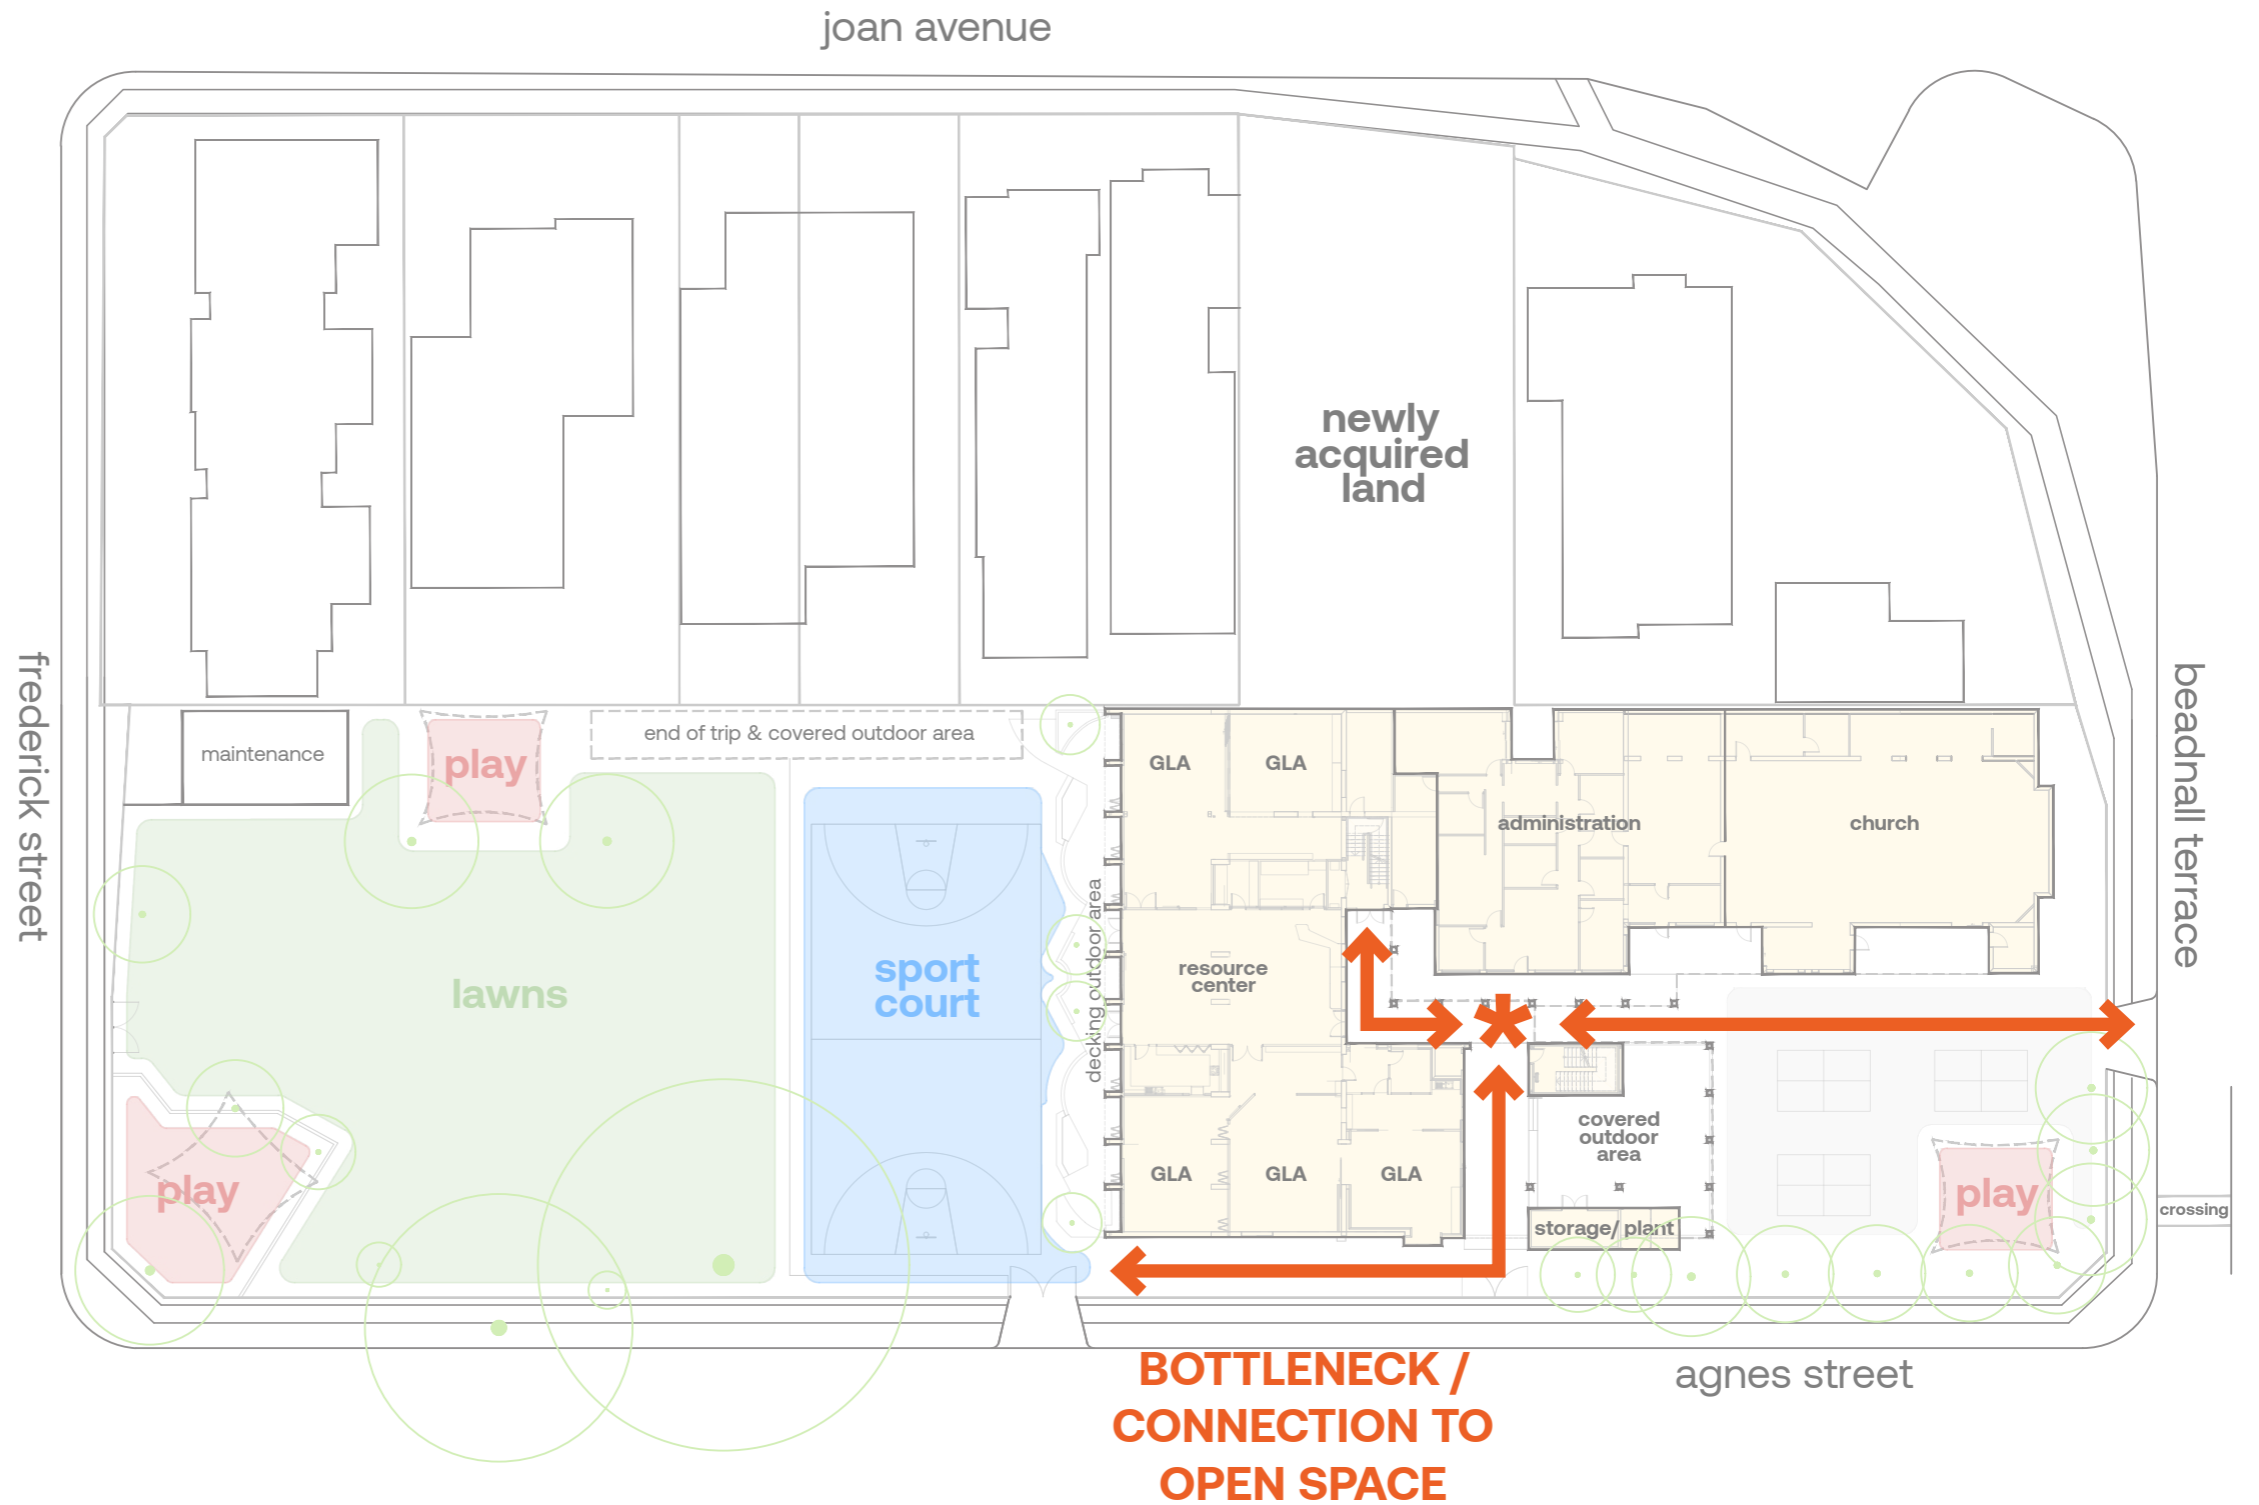 joan avenue
newly
acquired
land
frederick street
beadnall terrace
maintenance
play
end of trip & covered outdoor area
GLA
GLA
administration
church
lawns
sport
court
decking outdoor area
resource
center
play
GLA
GLA
GLA
covered
outdoor
area
storage/ plant
play
crossing
BOTTLENECK /
CONNECTION TO
OPEN SPACE
agnes street